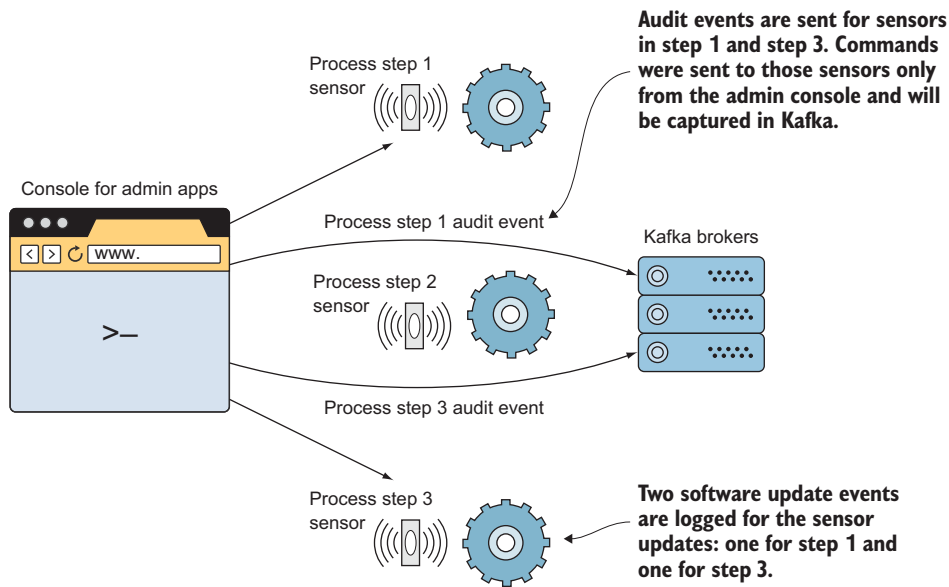 Audit events are sent for sensors
in step 1 and step 3. Commands
were sent to those sensors only
from the admin console and will
be captured in Kafka.
Process step 1
sensor
Console for admin apps
www.
>–
Process step 1 audit event
Kafka brokers
Process step 2
sensor
Process step 3 audit event
Process step 3
sensor
Two software update events
are logged for the sensor
updates: one for step 1 and
one for step 3.